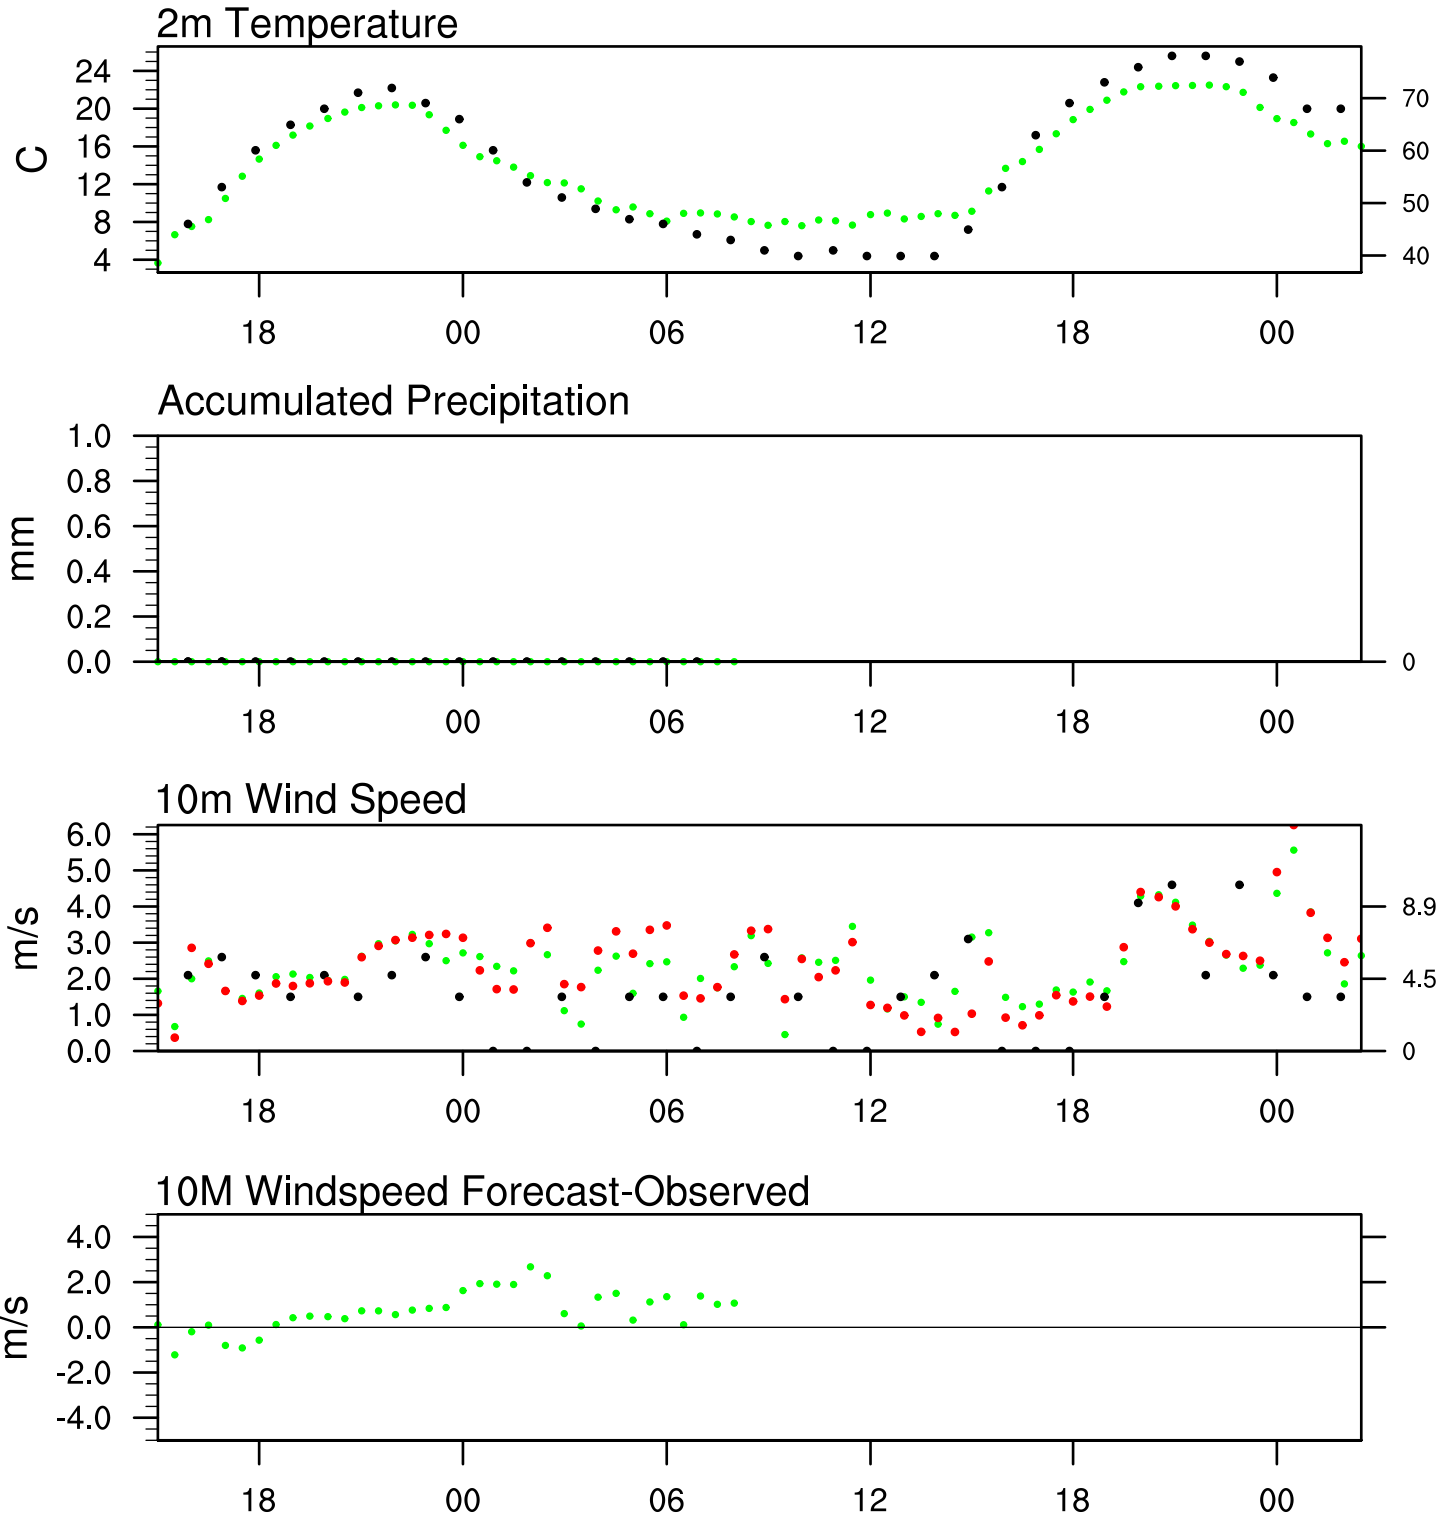 2m Temperature
24
20
16
12
8
4
C
70
60
50
40
18 00 06 12 18 00
Accumulated Precipitation
1.0
0.8
0.6
0.4
0.2
0.0
mm
0
18 00 06 12 18 00
10m Wind Speed
6.0
5.0
4.0
3.0
2.0
1.0
0.0
m/s
8.9
4.5
0
18 00 06 12 18 00
10M Windspeed Forecast-Observed
4.0
2.0
0.0
-2.0
-4.0
m/s
18 00 06 12 18 00